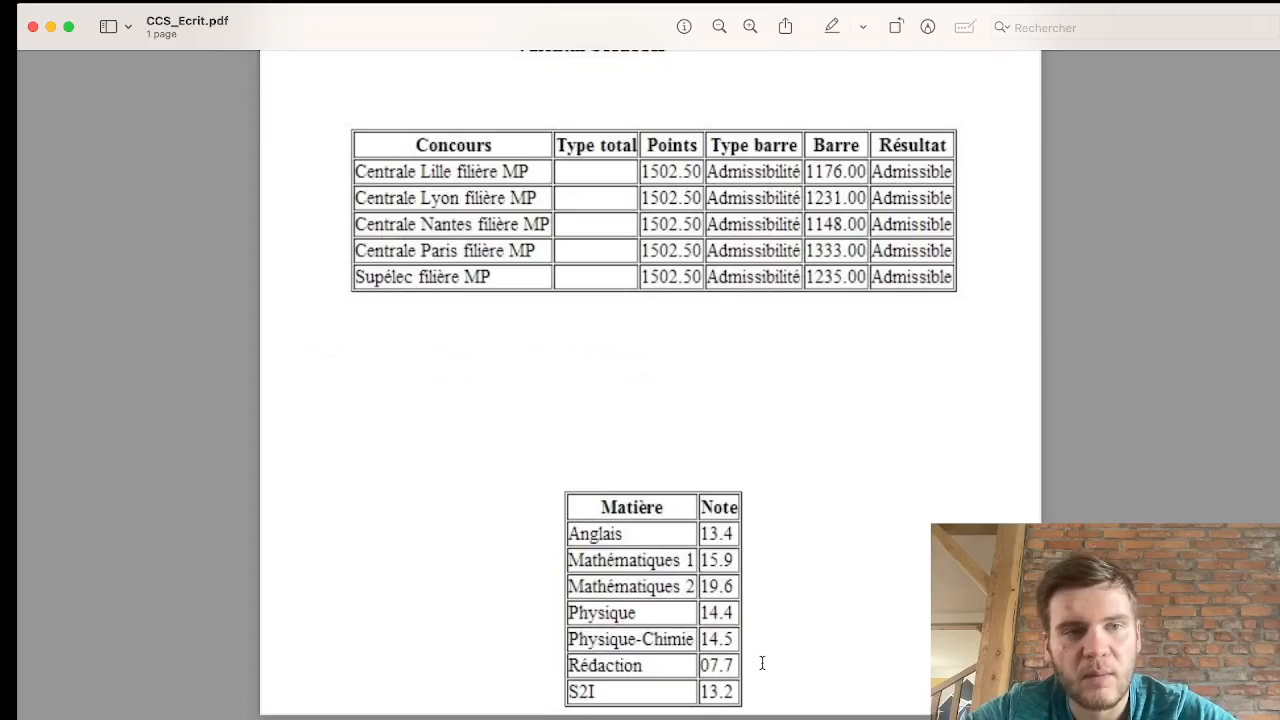 CCS_Ecrit.pdf
1 page
Rechercher
Concours Type total Points Type barre Barre Résultat
Centrale Lille filière MP 1502.50 Admissibilité 1176.00 Admissible
Centrale Lyon filière MP 1502.50 Admissibilité 1231.00 Admissible
Centrale Nantes filière MP 1502.50 Admissibilité 1148.00 Admissible
Centrale Paris filière MP 1502.50 Admissibilité 1333.00 Admissible
Supélec filière MP 1502.50 Admissibilité 1235.00 Admissible
Matière Note
Anglais 13.4
Mathématiques 1 15.9
Mathématiques 2 19.6
Physique 14.4
Physique-Chimie 14.5
Rédaction 07.7
S2I 13.2